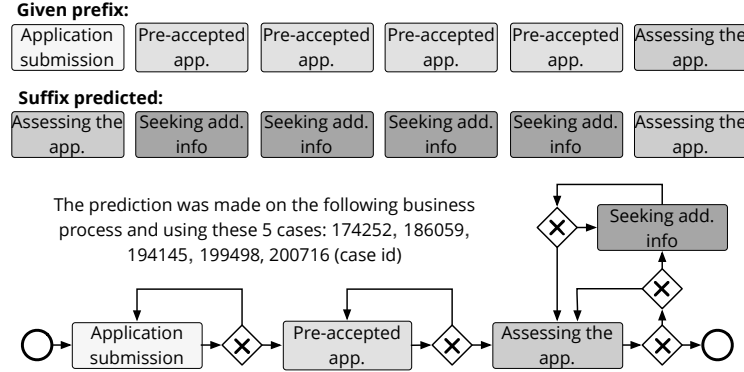 Given prefix:
Application submission
Pre-accepted app.
Pre-accepted app.
Pre-accepted app.
Pre-accepted app.
Assessing the app.
Suffix predicted:
Assessing the app.
Seeking add. info
Seeking add. info
Seeking add. info
Seeking add. info
Assessing the app.
The prediction was made on the following business
process and using these 5 cases: 174252, 186059,
194145, 199498, 200716 (case id)
Seeking add. info
Application submission
Pre-accepted app.
Assessing the app.